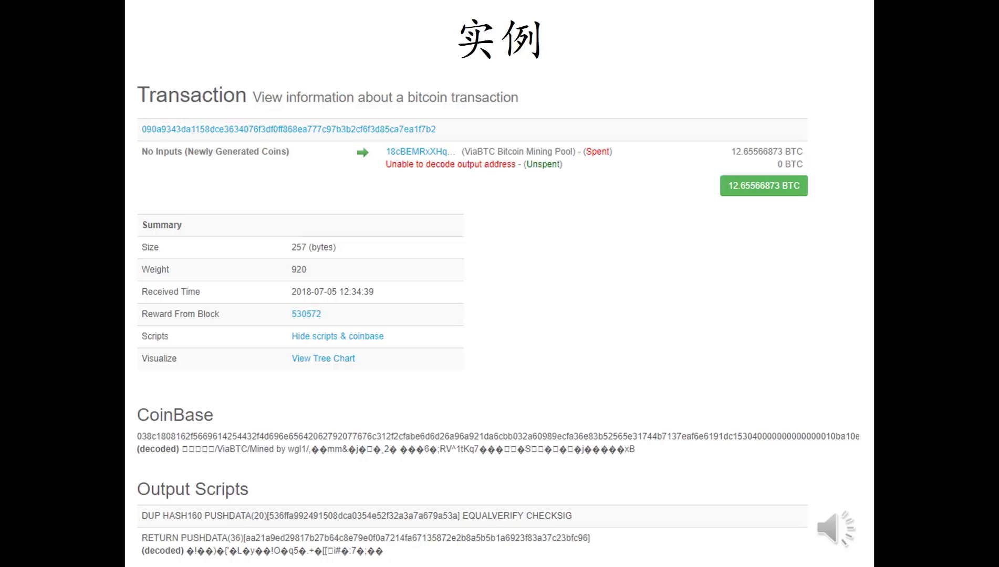 实例
Transaction View information about a bitcoin transaction
090a9343da1158dce3634076f3df0ff868ea777c97b3b2cf6f3d85ca7ea1f7b2
No Inputs (Newly Generated Coins) 18cBEMRxXHq... (ViaBTC Bitcoin Mining Pool) - (Spent) 12.65566873 BTC
Unable to decode output address - (Unspent) 0 BTC
12.65566873 BTC
Summary
Size 257 (bytes)
Weight 920
Received Time 2018-07-05 12:34:39
Reward From Block 530572
Scripts Hide scripts & coinbase
Visualize View Tree Chart
CoinBase
038c1808162f5669614254432f4d696e65642062792077676c312f2cfabe6d6d26a96a921da6cbb032a60989ecfa36e83b52565e31744b7137eaf6e6191dc153040000000000000010ba10e
(decoded) □□□□□/ViaBTC/Mined by wgl1/,��mm&�j�□�˛2� ���6�;RV^1tKq7���□□�S□□�□�□�j�����xB
Output Scripts
DUP HASH160 PUSHDATA(20)[536ffa992491508dca0354e52f32a3a7a679a53a] EQUALVERIFY CHECKSIG
RETURN PUSHDATA(36)[aa21a9ed29817b27b64c8e79e0f0a7214fa67135872e2b8a5b5b1a6923f83a37c23bfc96]
(decoded) �!��)�{'�L�y��!O�q5�.+�[[□i#�:7�;��